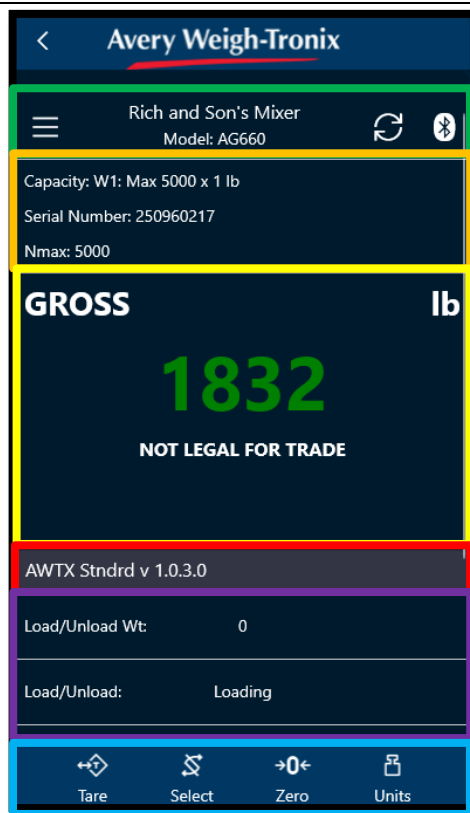 Avery Weigh-Tronix
Rich and Son's Mixer
Model: AG660
Capacity: W1: Max 5000 x 1 lb
Serial Number: 250960217
Nmax: 5000
GROSS lb
1832
NOT LEGAL FOR TRADE
AWTX Stndrd v 1.0.3.0
Load/Unload Wt: 0
Load/Unload: Loading
Tare Select Zero Units